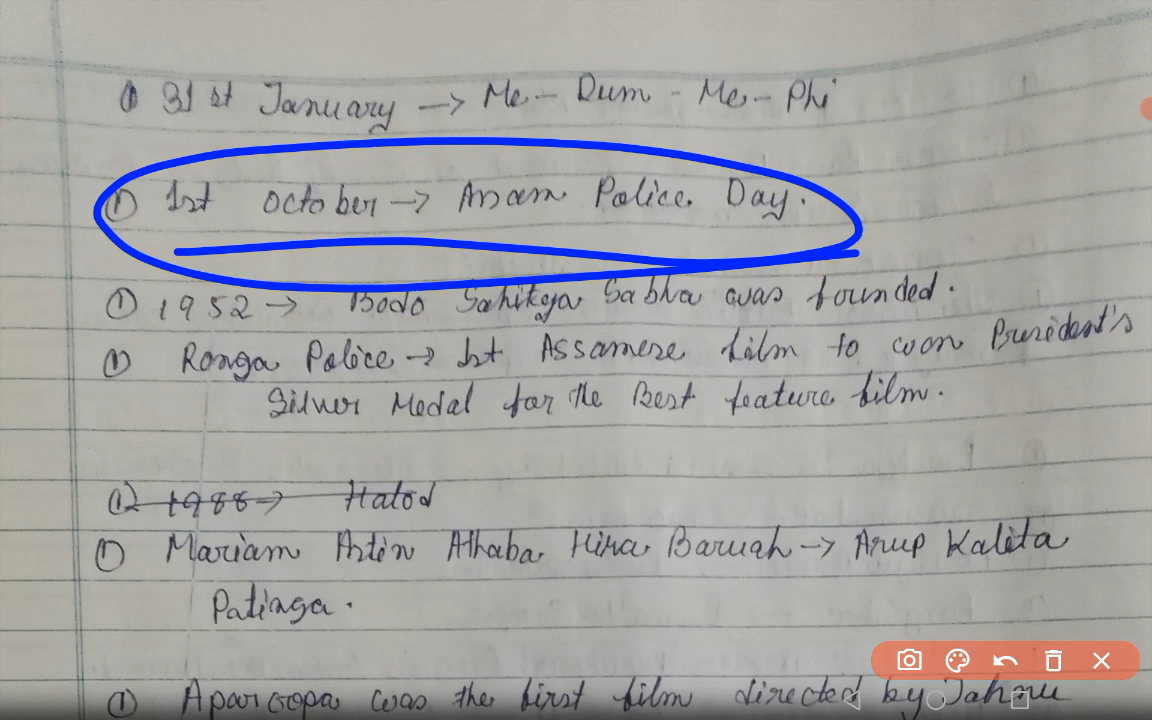 ① 31st January → Me-Dum-Me-Phi
① 1st October → Assam Police Day.
① 1952 → Bodo Sahitya Sabha was founded.
① Ronga Police → 1st Assamese film to won President's
Silver Medal for the Best feature film.
① 1988 → Hatod
① Mariam Astin Athaba Hira Baruah → Arup Kalita
Patinga.
① Aparoopa was the first film directed by Jahnu